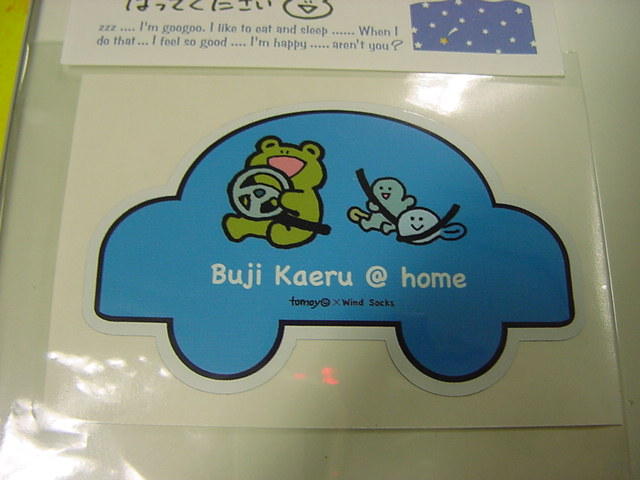 はってください
zzz .... I'm googoo. I like to eat and sleep ...... When I
do that... I feel so good .... I'm happy ..... aren't you?
Buji Kaeru @ home
tomoy × Wind Socks